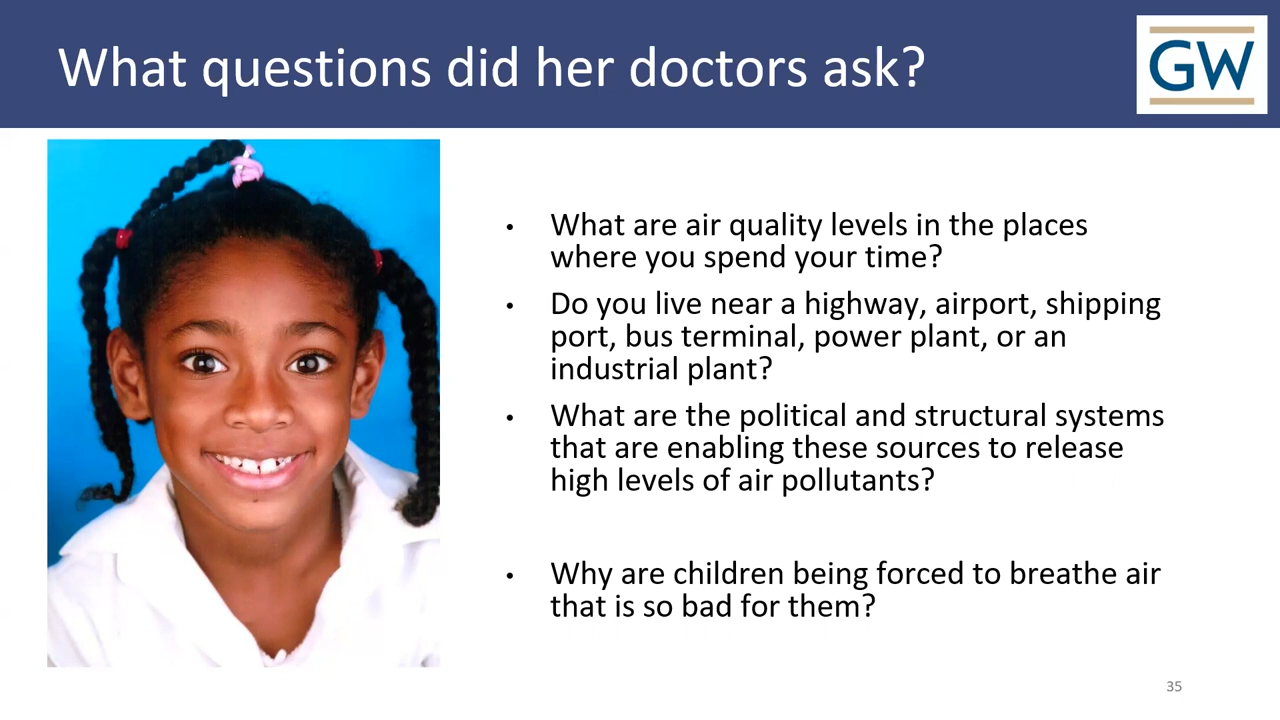 What questions did her doctors ask?
GW
• What are air quality levels in the places
where you spend your time?
• Do you live near a highway, airport, shipping
port, bus terminal, power plant, or an
industrial plant?
• What are the political and structural systems
that are enabling these sources to release
high levels of air pollutants?
• Why are children being forced to breathe air
that is so bad for them?
35